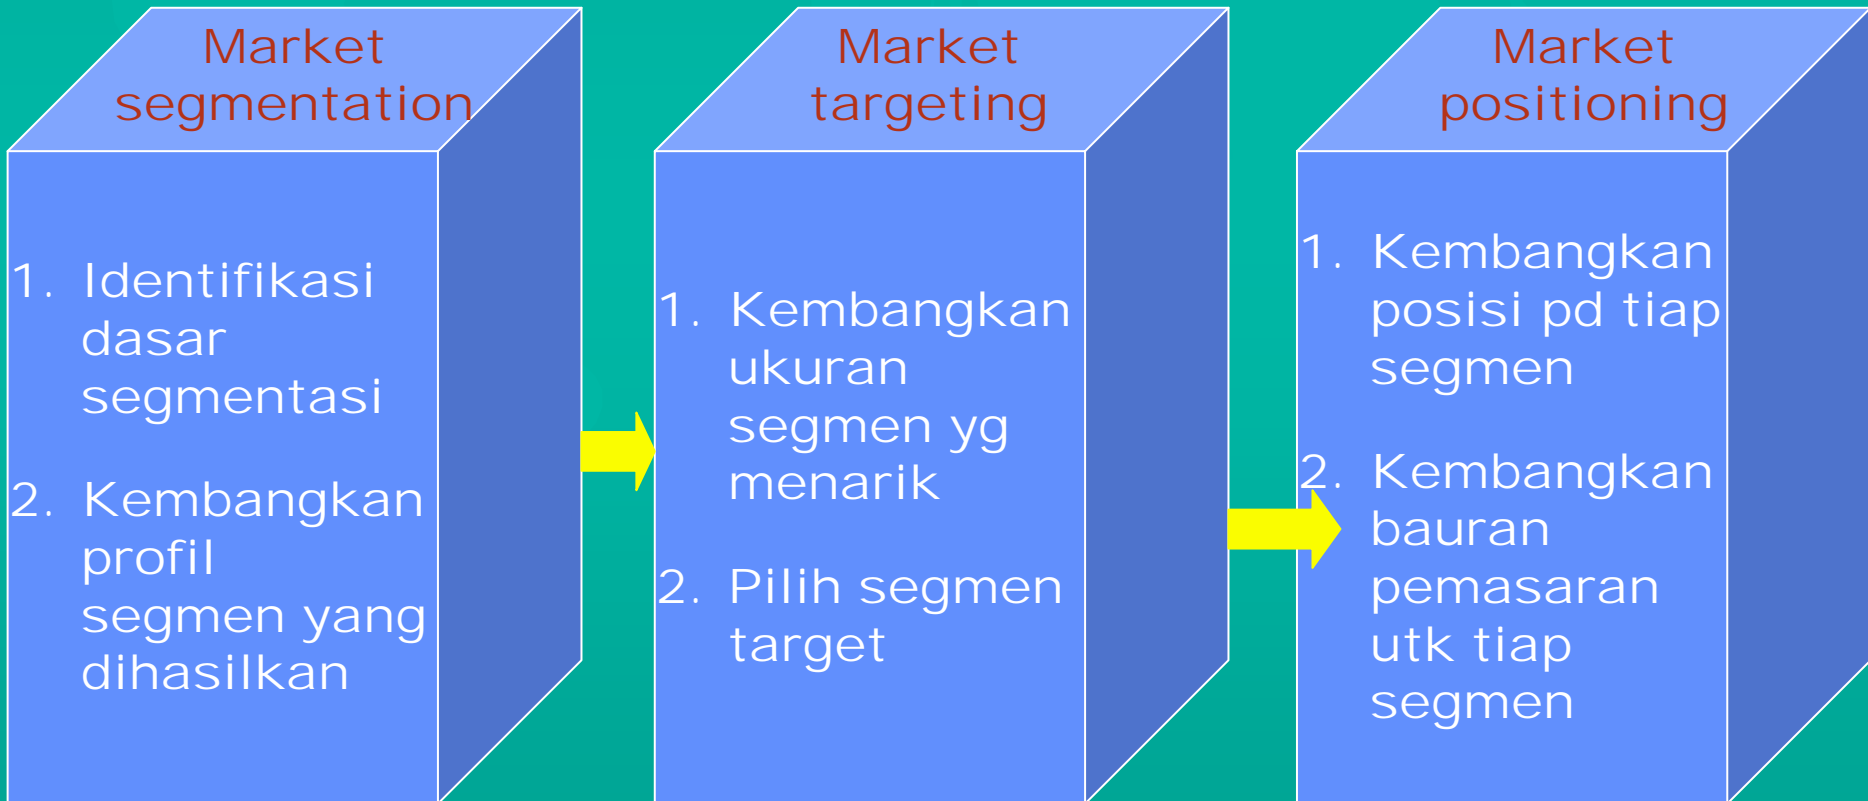 Market
segmentation
1. Identifikasi
dasar
segmentasi
2. Kembangkan
profil
segmen yang
dihasilkan
Market
targeting
1. Kembangkan
ukuran
segmen yg
menarik
2. Pilih segmen
target
Market
positioning
1. Kembangkan
posisi pd tiap
segmen
2. Kembangkan
bauran
pemasaran
utk tiap
segmen